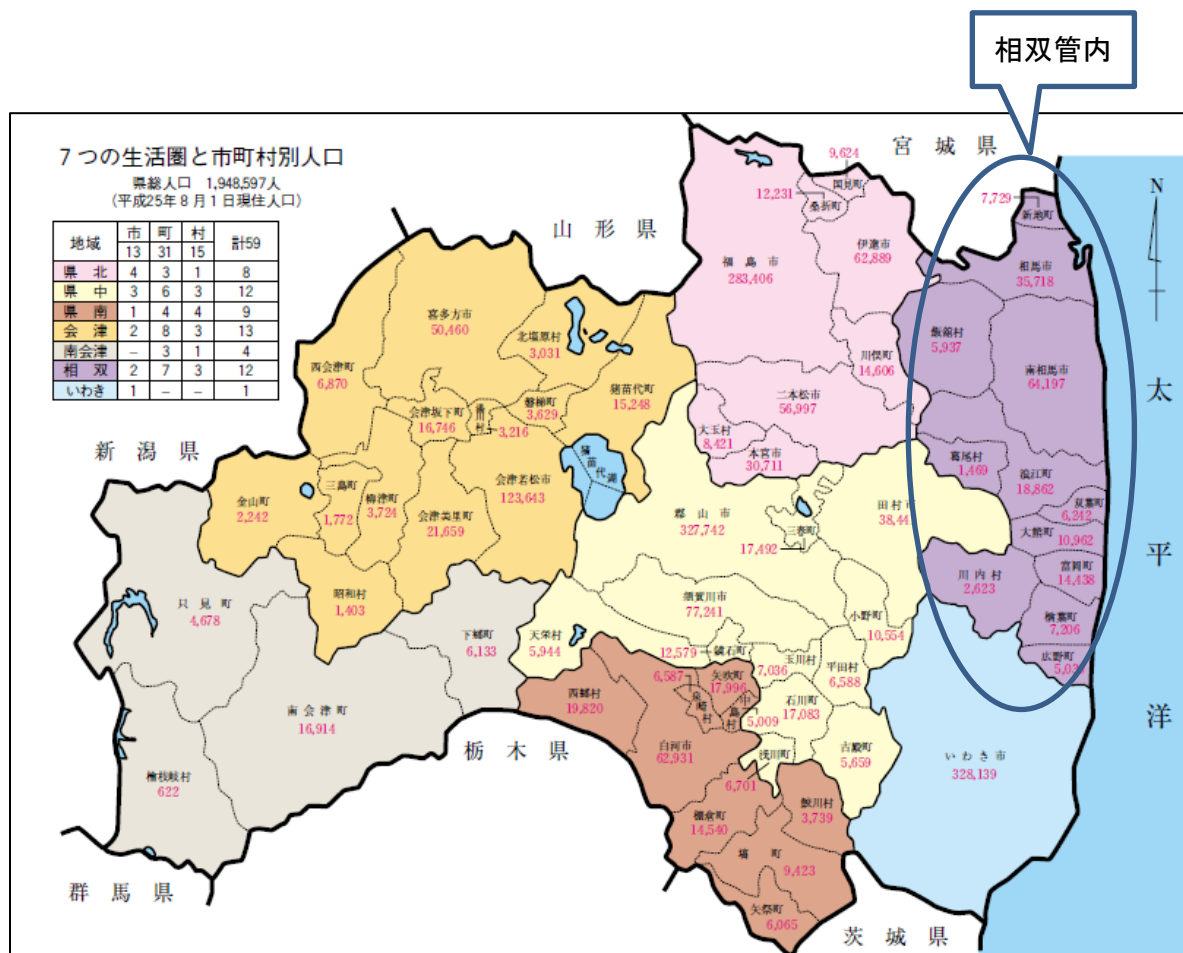 相双管内
7つの生活圏と市町村別人口
県総人口 1,948,597人
(平成25年8月1日現住人口)
地域 市 町 村 計59
13 31 15
県北 4 3 1 8
県中 3 6 3 12
県南 1 4 4 9
会津 2 8 3 13
南会津 − 3 1 4
相双 2 7 3 12
いわき 1 − − 1
宮城県
山形県
新潟県
群馬県
栃木県
茨城県
太平洋
N
9,624
国見町
12,231
桑折町
伊達市
62,889
福島市
283,406
川俣町
14,606
二本松市
56,997
大玉村
8,421
本宮市
30,711
7,729
新地町
相馬市
35,718
飯舘村
5,937
南相馬市
64,197
葛尾村
1,469
浪江町
18,862
双葉町
6,242
大熊町
10,962
富岡町
14,438
川内村
2,623
楢葉町
7,206
広野町
喜多方市
50,460
北塩原村
3,031
西会津町
6,870
猪苗代町
15,248
磐梯町
3,629
会津坂下町
16,746
湯川村
3,216
猪苗代湖
会津若松市
123,643
金山町
2,242
三島町
1,772
柳津町
3,724
会津美里町
21,659
昭和村
1,403
只見町
4,678
下郷町
6,133
南会津町
16,914
檜枝岐村
622
郡山市
327,742
三春町
17,492
田村市
38,44
須賀川市
77,241
小野町
10,554
天栄村
5,944
12,579
鏡石町
玉川村
7,036
平田村
6,588
石川町
17,083
浅川町
6,701
古殿町
5,659
西郷村
19,820
6,587
泉崎村
矢吹町
17,996
中島村
5,009
白河市
62,931
棚倉町
14,540
鮫川村
3,739
塙町
9,423
矢祭町
6,065
いわき市
328,139